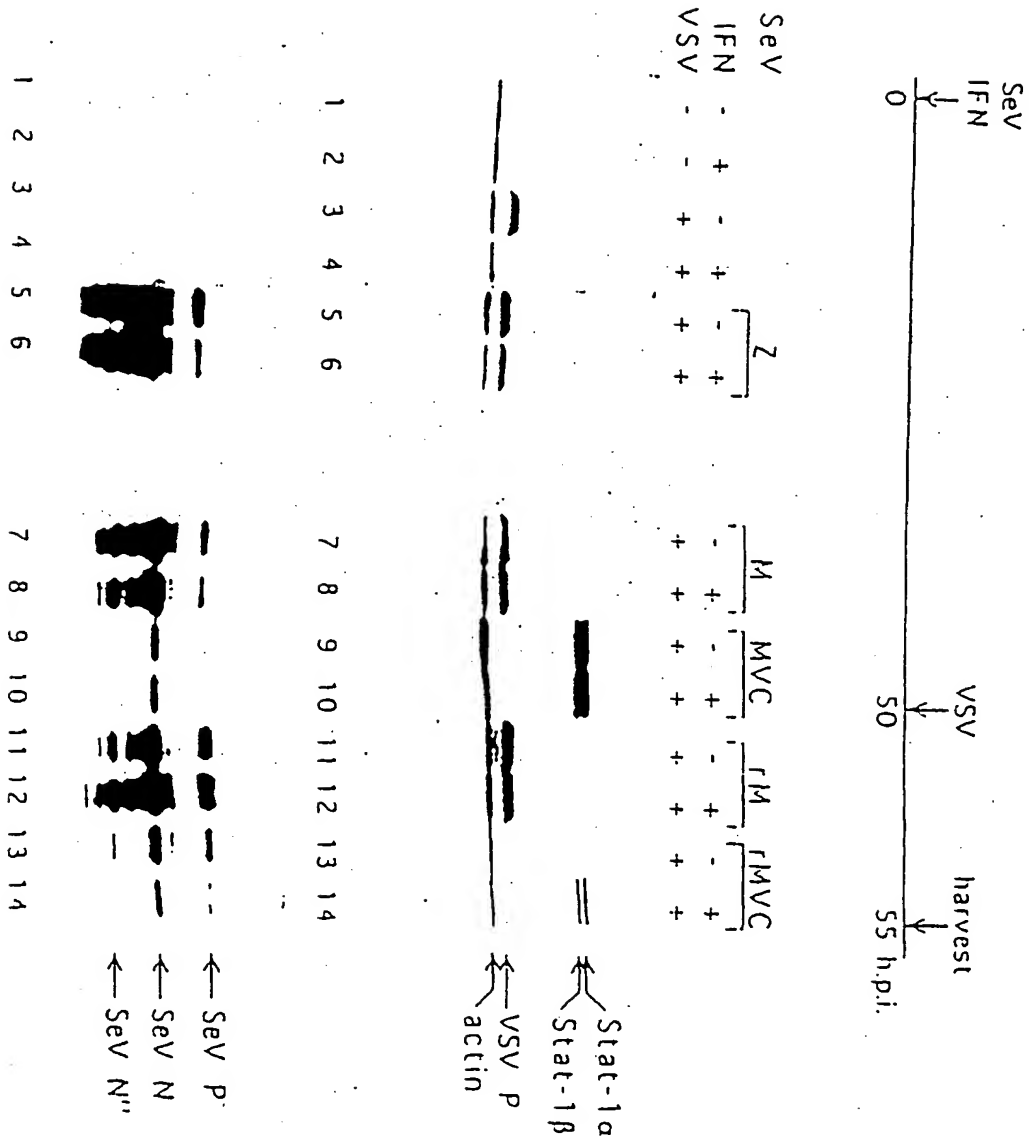 SeV
IFN
VSV
harvest
0
50
55 h.p.i.
SeV
Z
M
MVC
rM
rMVC
IFN - + - + - + - + - + - + - +
VSV - - + + + + + + + + + + + +
Stat-1α
Stat-1β
VSV P
actin
1 2 3 4 5 6 7 8 9 10 11 12 13 14
SeV P
SeV N
SeV N"
1 2 3 4 5 6 7 8 9 10 11 12 13 14